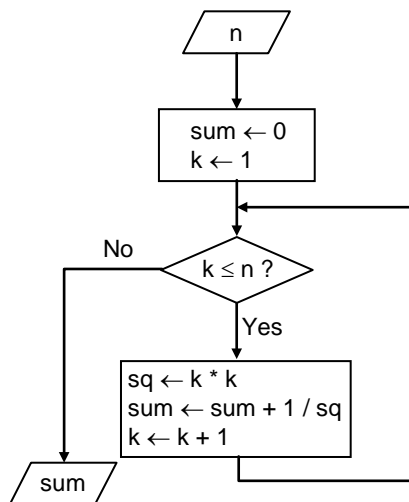 n
sum ← 0
k ← 1
No
k ≤ n ?
Yes
sq ← k * k
sum ← sum + 1 / sq
k ← k + 1
sum